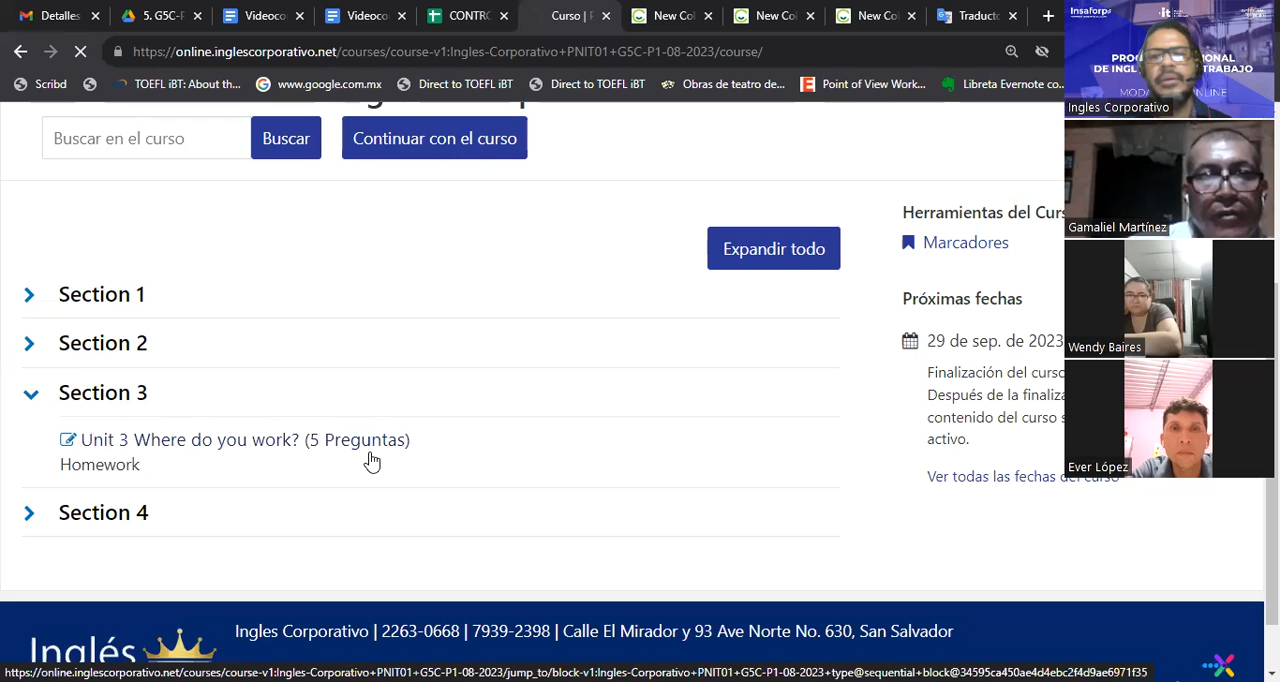 Detalles
5. G5C-P
Videoco
Videoco
CONTRO
Curso | P
New Col
New Col
New Col
Traducto
https://online.inglescorporativo.net/courses/course-v1:Ingles-Corporativo+PNIT01+G5C-P1-08-2023/course/
Scribd
TOEFL iBT: About th...
www.google.com.mx
Direct to TOEFL iBT
Direct to TOEFL iBT
Obras de teatro de...
Point of View Work...
Libreta Evernote co...
Buscar en el curso
Buscar
Continuar con el curso
Expandir todo
Section 1
Section 2
Section 3
Unit 3 Where do you work? (5 Preguntas)
Homework
Section 4
Herramientas del Curs
Marcadores
Próximas fechas
29 de sep. de 2023
Finalización del curso
Después de la finaliza
contenido del curso s
activo.
Ver todas las fechas del curso
Insaforp
it
DE INGL
TRABAJO
Ingles Corporativo
Gamaliel Martínez
Wendy Baires
Ever López
Inglés
Ingles Corporativo | 2263-0668 | 7939-2398 | Calle El Mirador y 93 Ave Norte No. 630, San Salvador
https://online.inglescorporativo.net/courses/course-v1:Ingles-Corporativo+PNIT01+G5C-P1-08-2023/jump_to/block-v1:Ingles-Corporativo+PNIT01+G5C-P1-08-2023+type@sequential+block@34595ca450ae4d4ebc2f4d9ae6971f35